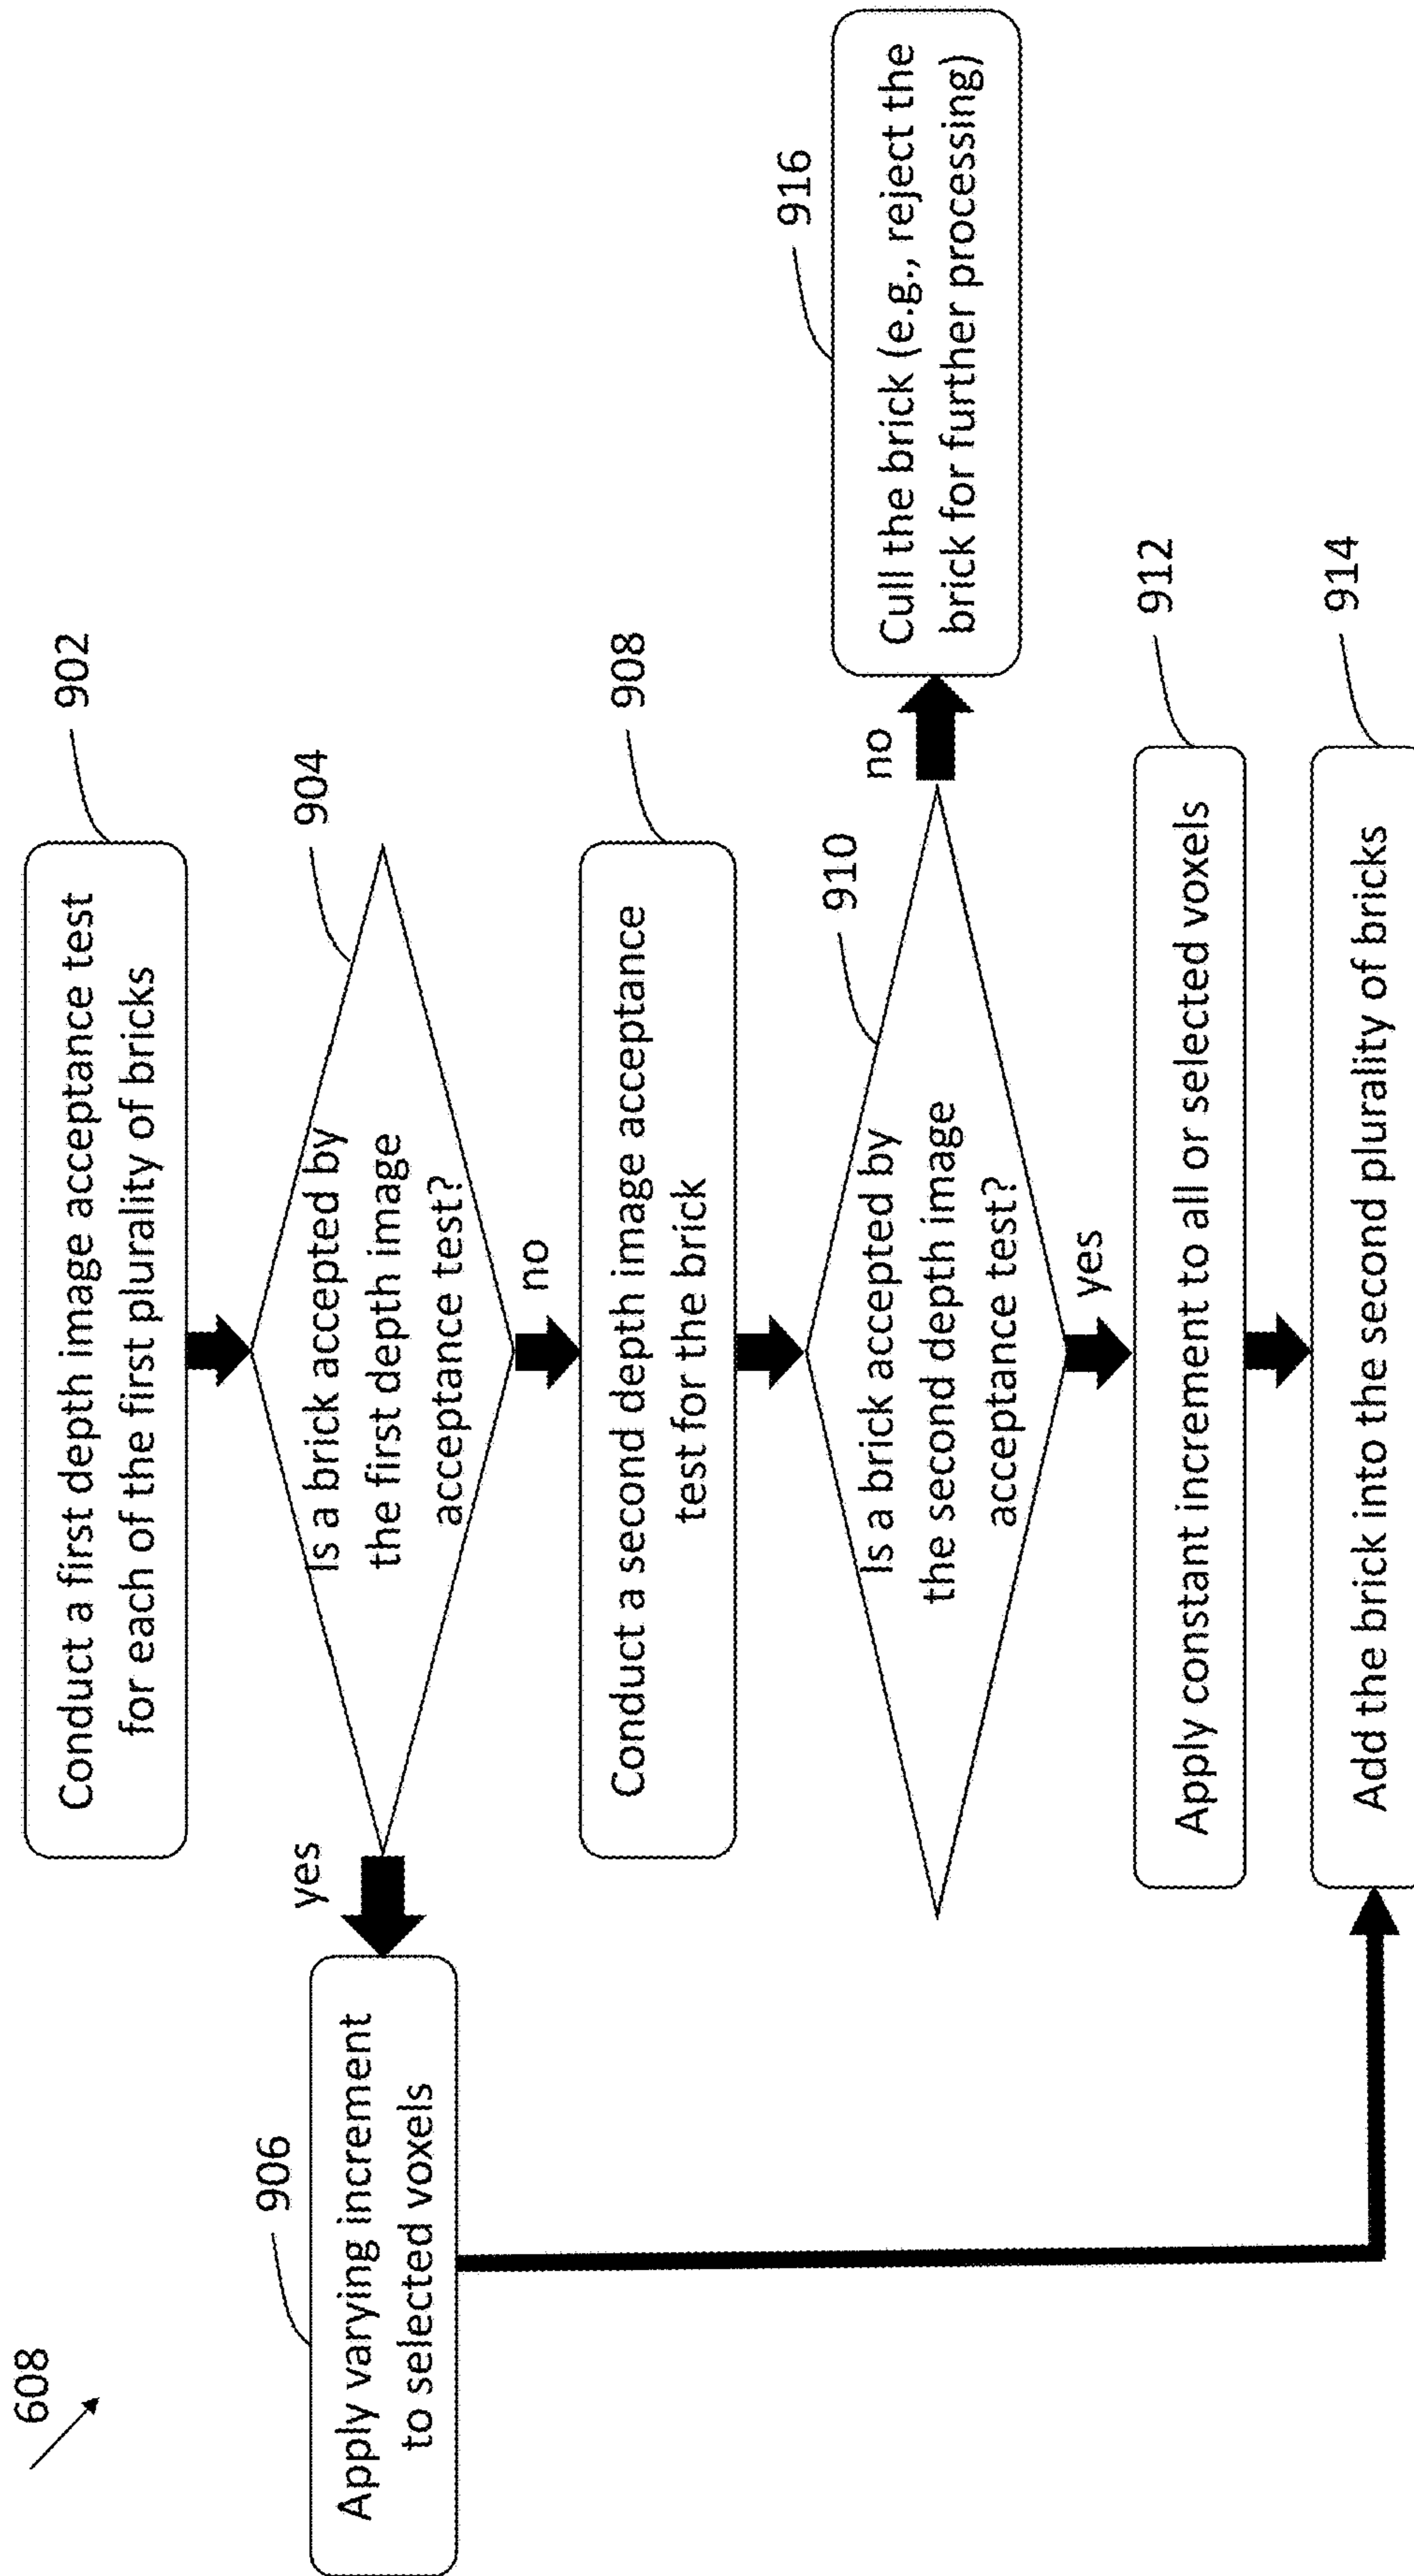 608
902
Conduct a first depth image acceptance test
for each of the first plurality of bricks
904
Is a brick accepted by
the first depth image
acceptance test?
yes
906
Apply varying increment
to selected voxels
no
908
Conduct a second depth image acceptance
test for the brick
910
Is a brick accepted by
the second depth image
acceptance test?
no
916
Cull the brick (e.g., reject the
brick for further processing)
yes
912
Apply constant increment to all or selected voxels
914
Add the brick into the second plurality of bricks